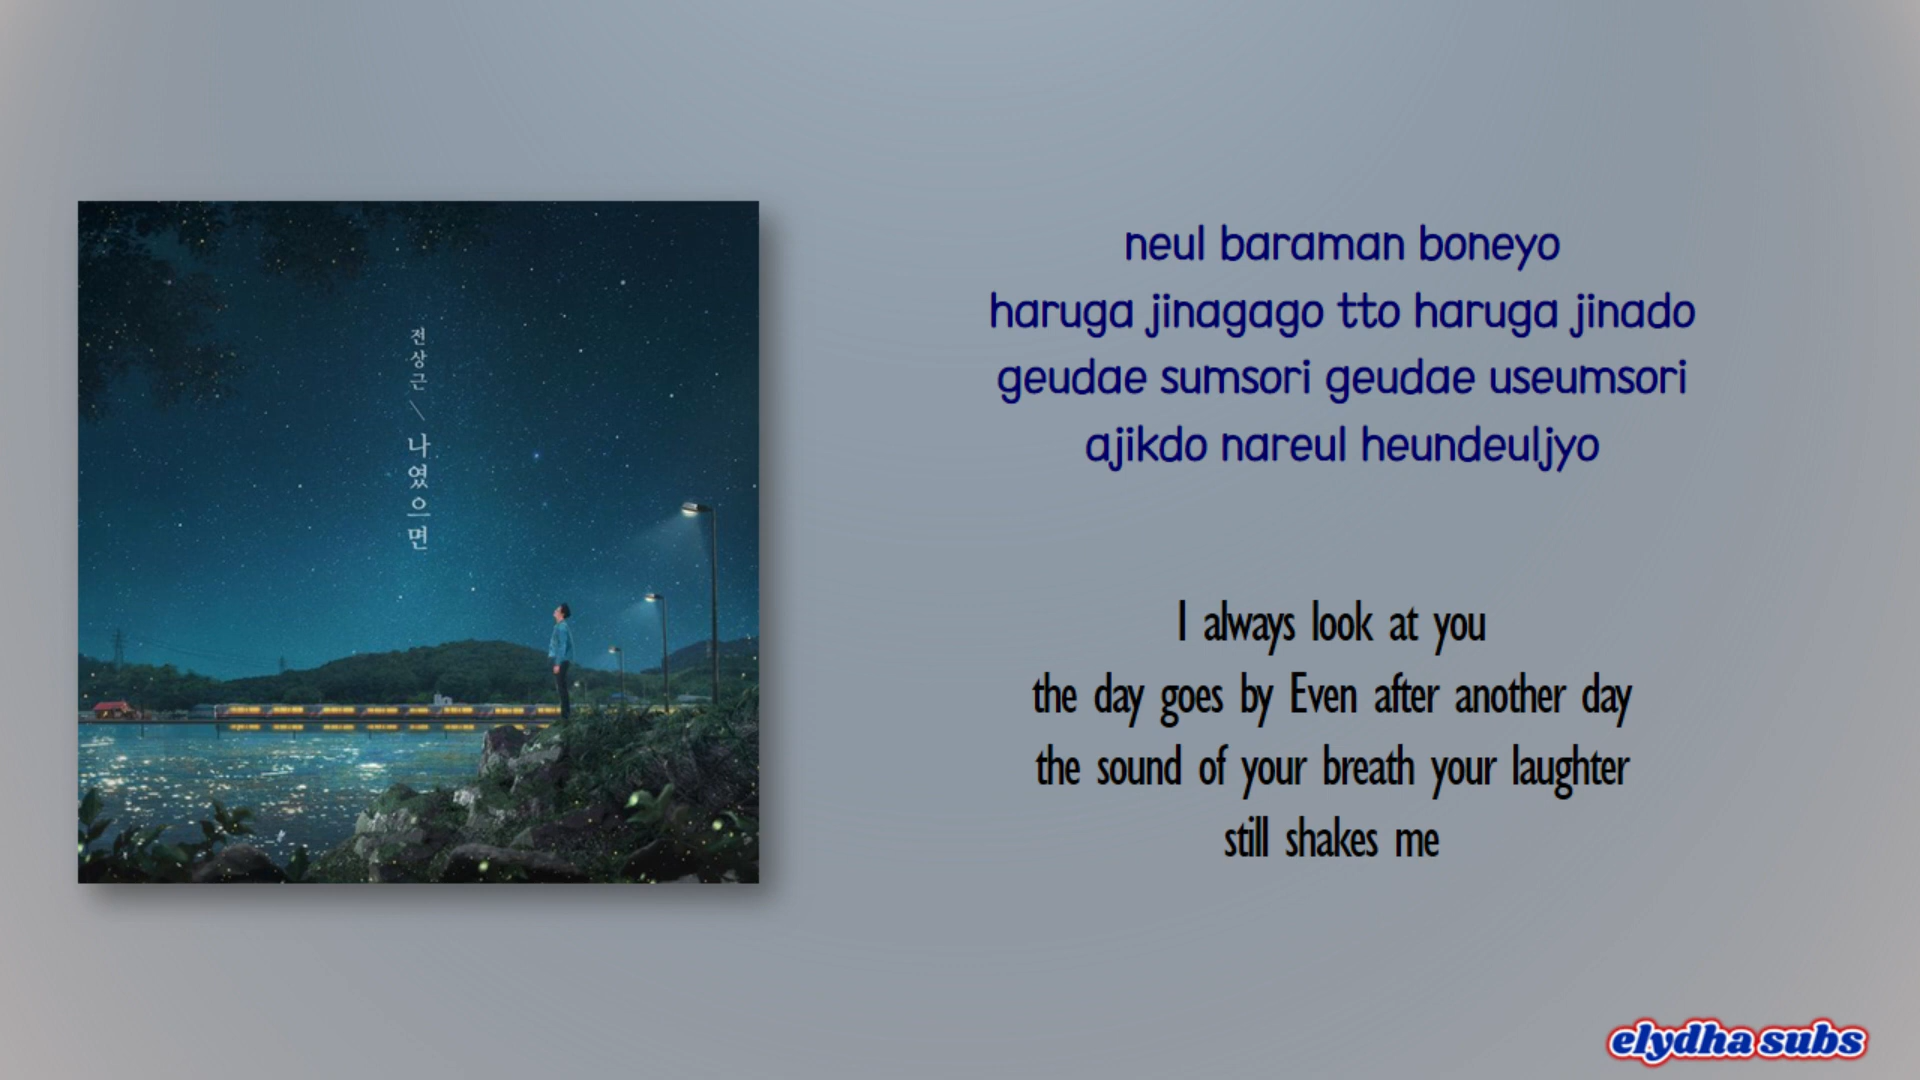 전상근 \ 나였으면
neul baraman boneyo
haruga jinagago tto haruga jinado
geudae sumsori geudae useumsori
ajikdo nareul heundeuljyo
I always look at you
the day goes by Even after another day
the sound of your breath your laughter
still shakes me
elydha subs